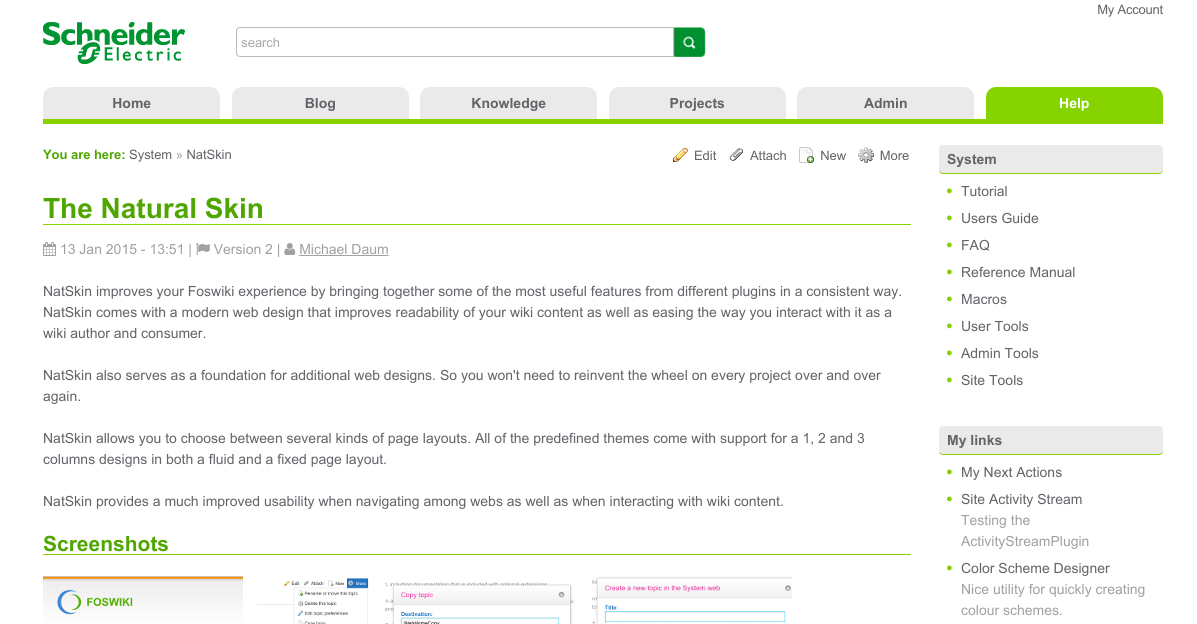 My Account
Schneider
Electric
search
Home
Blog
Knowledge
Projects
Admin
Help
You are here: System » NatSkin
Edit
Attach
New
More
The Natural Skin
13 Jan 2015 - 13:51 | Version 2 | Michael Daum
NatSkin improves your Foswiki experience by bringing together some of the most useful features from different plugins in a consistent way.
NatSkin comes with a modern web design that improves readability of your wiki content as well as easing the way you interact with it as a
wiki author and consumer.
NatSkin also serves as a foundation for additional web designs. So you won't need to reinvent the wheel on every project over and over
again.
NatSkin allows you to choose between several kinds of page layouts. All of the predefined themes come with support for a 1, 2 and 3
columns designs in both a fluid and a fixed page layout.
NatSkin provides a much improved usability when navigating among webs as well as when interacting with wiki content.
Screenshots
FOSWIKI
Edit
Attach
New
More
Rename or move this topic
Delete this topic
Edit topic preferences
Copy topic
Copy topic
Destination:
Create a new topic in the System web
Title:
System
Tutorial
Users Guide
FAQ
Reference Manual
Macros
User Tools
Admin Tools
Site Tools
My links
My Next Actions
Site Activity Stream
Testing the
ActivityStreamPlugin
Color Scheme Designer
Nice utility for quickly creating
colour schemes.